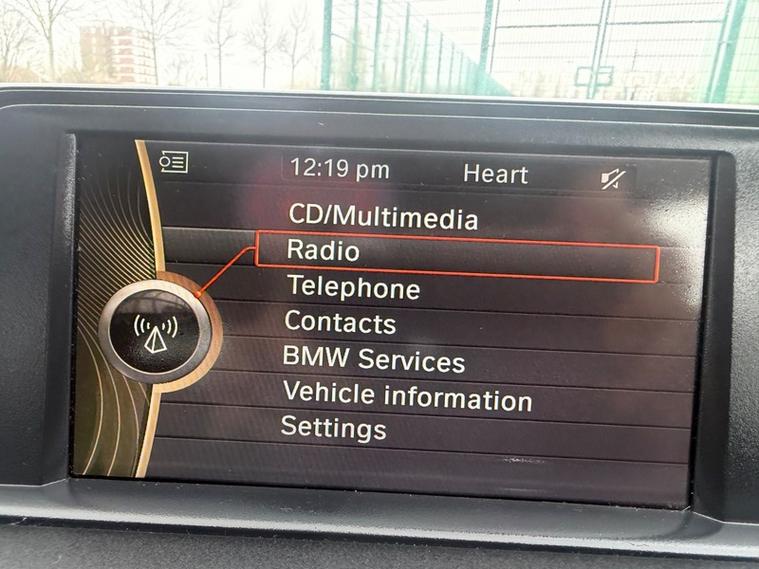 12:19 pm Heart
CD/Multimedia
Radio
Telephone
Contacts
BMW Services
Vehicle information
Settings